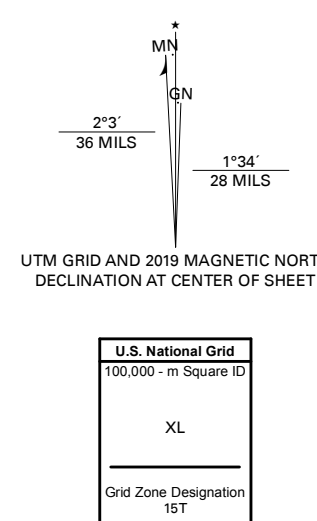 ★
MN
GN
2°3´
36 MILS
1°34´
28 MILS
UTM GRID AND 2019 MAGNETIC NORT
DECLINATION AT CENTER OF SHEET
U.S. National Grid
100,000 - m Square ID
XL
Grid Zone Designation
15T